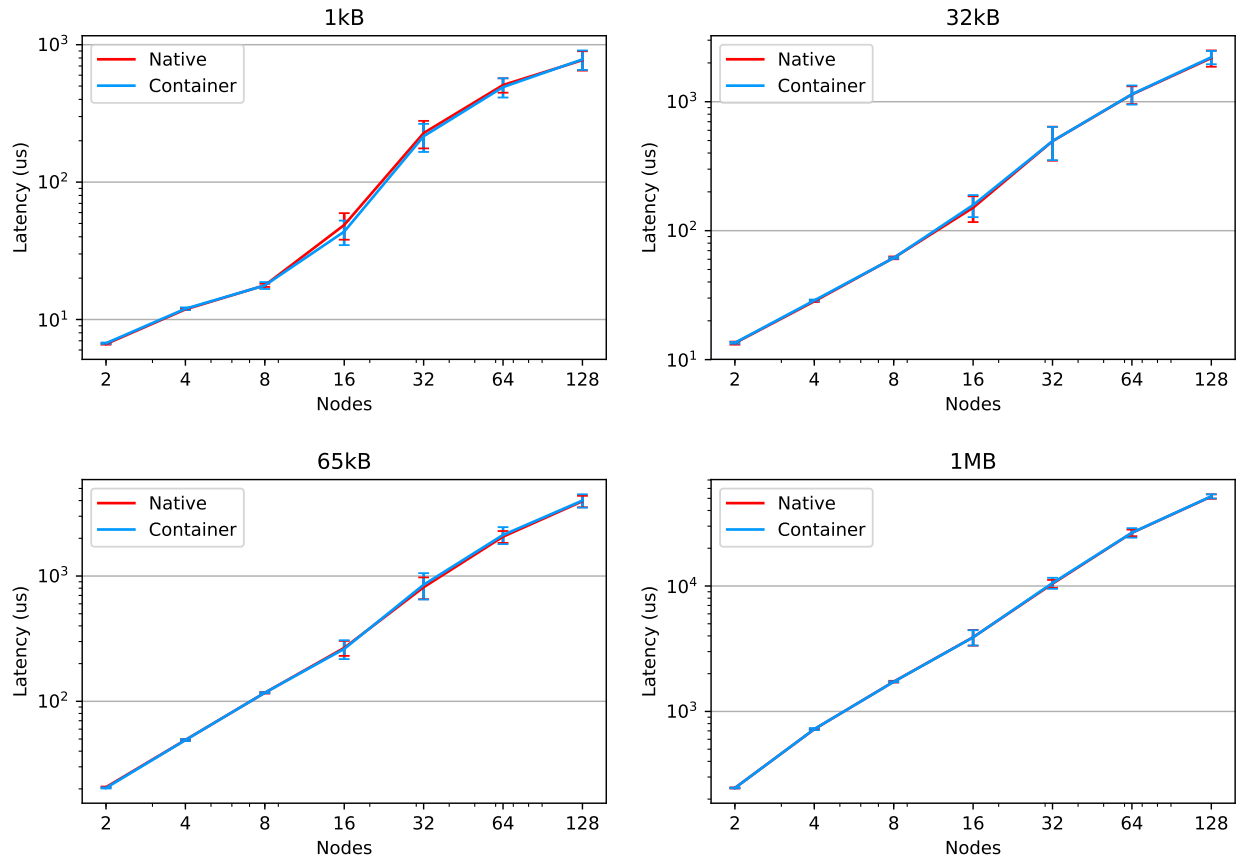 1kB
Native
Container
10^3
10^2
10^1
Latency (us)
2 4 8 16 32 64 128
Nodes
32kB
Native
Container
10^3
10^2
10^1
Latency (us)
2 4 8 16 32 64 128
Nodes
65kB
Native
Container
10^3
10^2
Latency (us)
2 4 8 16 32 64 128
Nodes
1MB
Native
Container
10^4
10^3
Latency (us)
2 4 8 16 32 64 128
Nodes